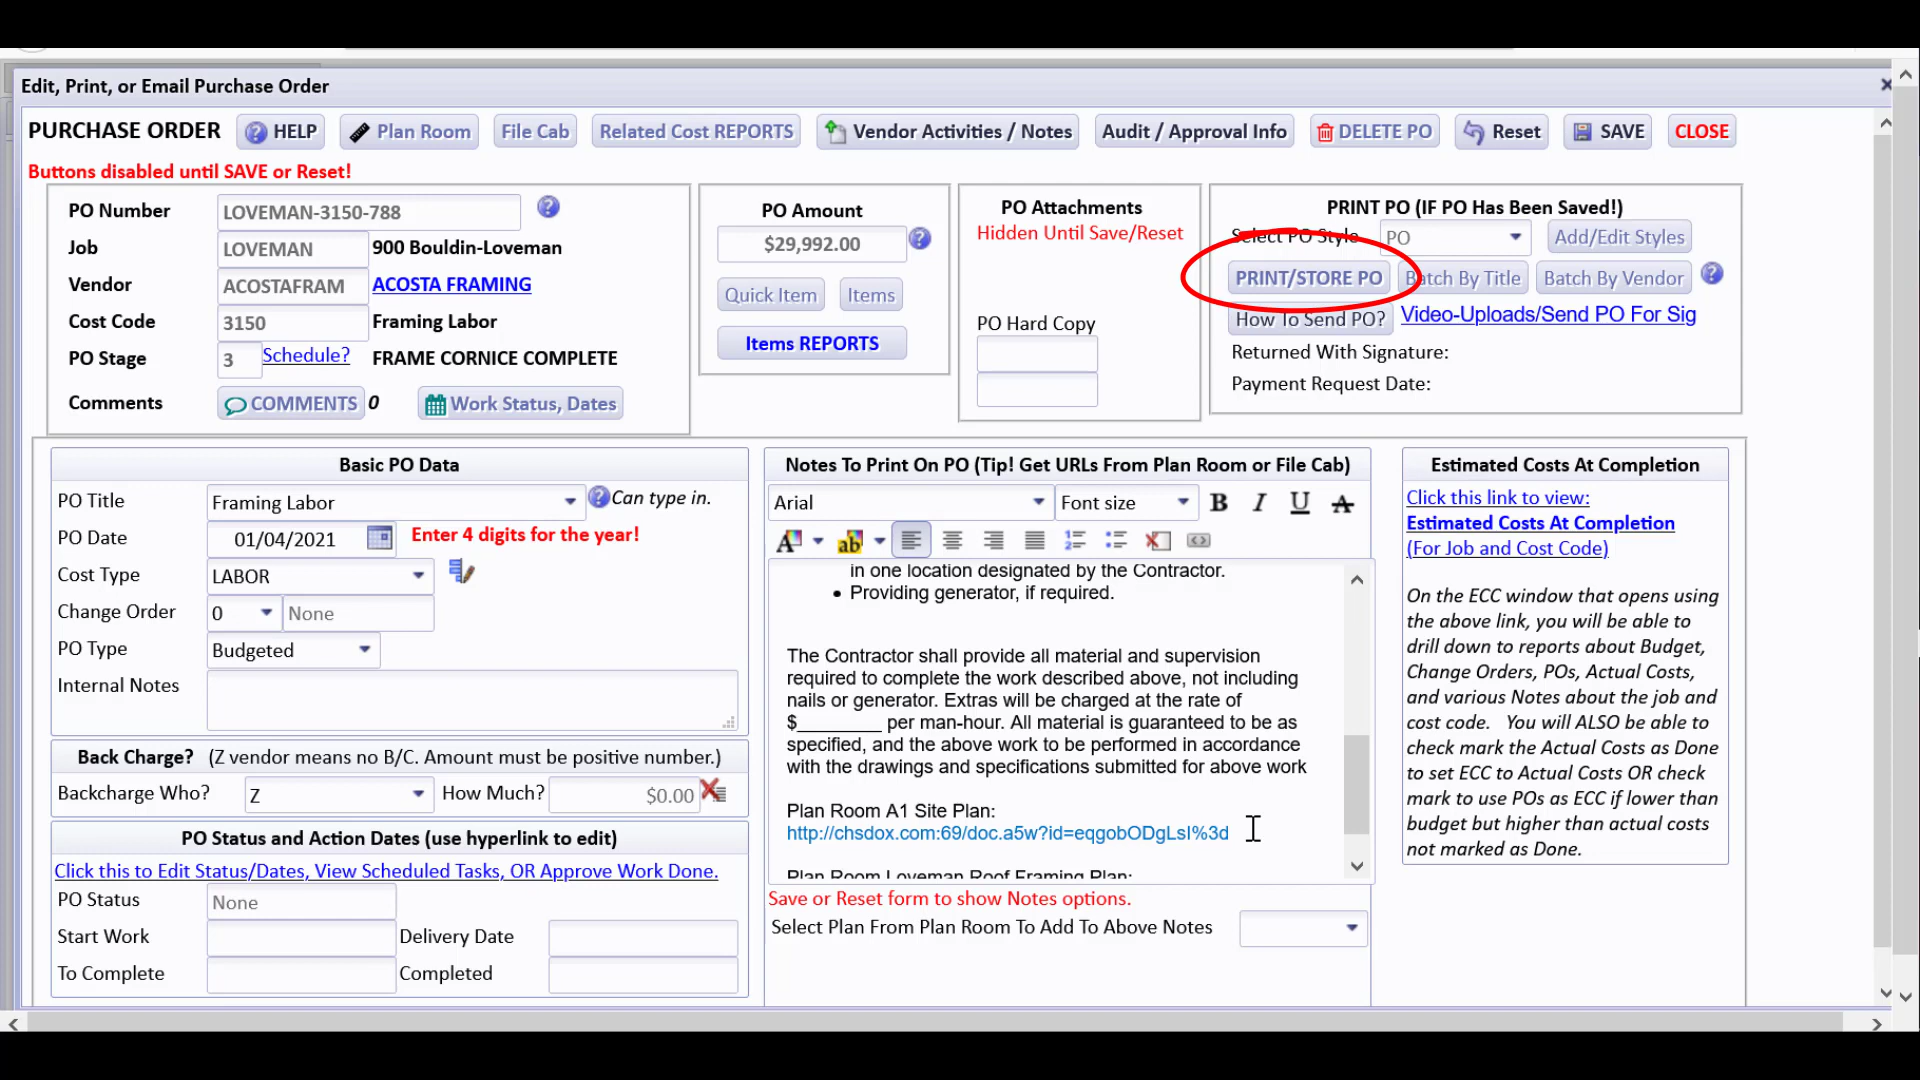 Edit, Print, or Email Purchase Order
PURCHASE ORDER HELP Plan Room File Cab Related Cost REPORTS Vendor Activities / Notes Audit / Approval Info DELETE PO Reset SAVE CLOSE
Buttons disabled until SAVE or Reset!
PO Number LOVEMAN-3150-788
Job LOVEMAN 900 Bouldin-Loveman
Vendor ACOSTAFRAM ACOSTA FRAMING
Cost Code 3150 Framing Labor
PO Stage 3 Schedule? FRAME CORNICE COMPLETE
Comments COMMENTS 0 Work Status, Dates
PO Amount
$29,992.00
Quick Item Items
Items REPORTS
PO Attachments
Hidden Until Save/Reset
PO Hard Copy
PRINT PO (IF PO Has Been Saved!)
Select PO Style PO Add/Edit Styles
PRINT/STORE PO Batch By Title Batch By Vendor
How To Send PO? Video-Uploads/Send PO For Sig
Returned With Signature:
Payment Request Date:
Basic PO Data
PO Title Framing Labor Can type in.
PO Date 01/04/2021 Enter 4 digits for the year!
Cost Type LABOR
Change Order 0 None
PO Type Budgeted
Internal Notes
Back Charge? (Z vendor means no B/C. Amount must be positive number.)
Backcharge Who? Z How Much? $0.00
PO Status and Action Dates (use hyperlink to edit)
Click this to Edit Status/Dates, View Scheduled Tasks, OR Approve Work Done.
PO Status None
Start Work Delivery Date
To Complete Completed
Notes To Print On PO (Tip! Get URLs From Plan Room or File Cab)
Arial Font size B I U A
A ab
in one location designated by the Contractor.
• Providing generator, if required.
The Contractor shall provide all material and supervision
required to complete the work described above, not including
nails or generator. Extras will be charged at the rate of
$________ per man-hour. All material is guaranteed to be as
specified, and the above work to be performed in accordance
with the drawings and specifications submitted for above work
Plan Room A1 Site Plan:
http://chsdox.com:69/doc.a5w?id=eqgobODgLsI%3d
Plan Room Loveman Roof Framing Plan:
Save or Reset form to show Notes options.
Select Plan From Plan Room To Add To Above Notes
Estimated Costs At Completion
Click this link to view:
Estimated Costs At Completion
(For Job and Cost Code)
On the ECC window that opens using
the above link, you will be able to
drill down to reports about Budget,
Change Orders, POs, Actual Costs,
and various Notes about the job and
cost code. You will ALSO be able to
check mark the Actual Costs as Done
to set ECC to Actual Costs OR check
mark to use POs as ECC if lower than
budget but higher than actual costs
not marked as Done.